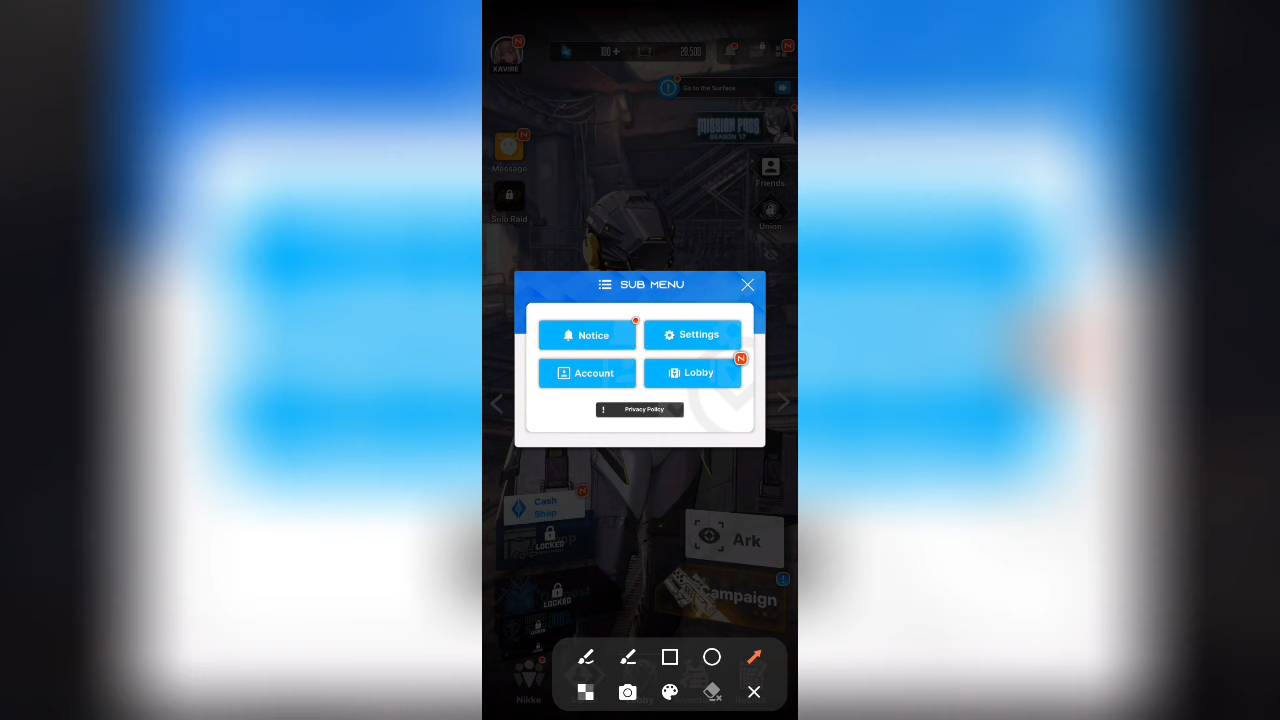 N
XAVIRE
100
20,500
N
Go to the Surface
MISSION PASS
SEASON 17
N
Message
Friends
Solo Raid
Union
SUB MENU
Notice
Settings
Account
Lobby
N
! Privacy Policy
Cash
Shop
N
LOCKED
Ark
LOCKED
Campaign
Nikke